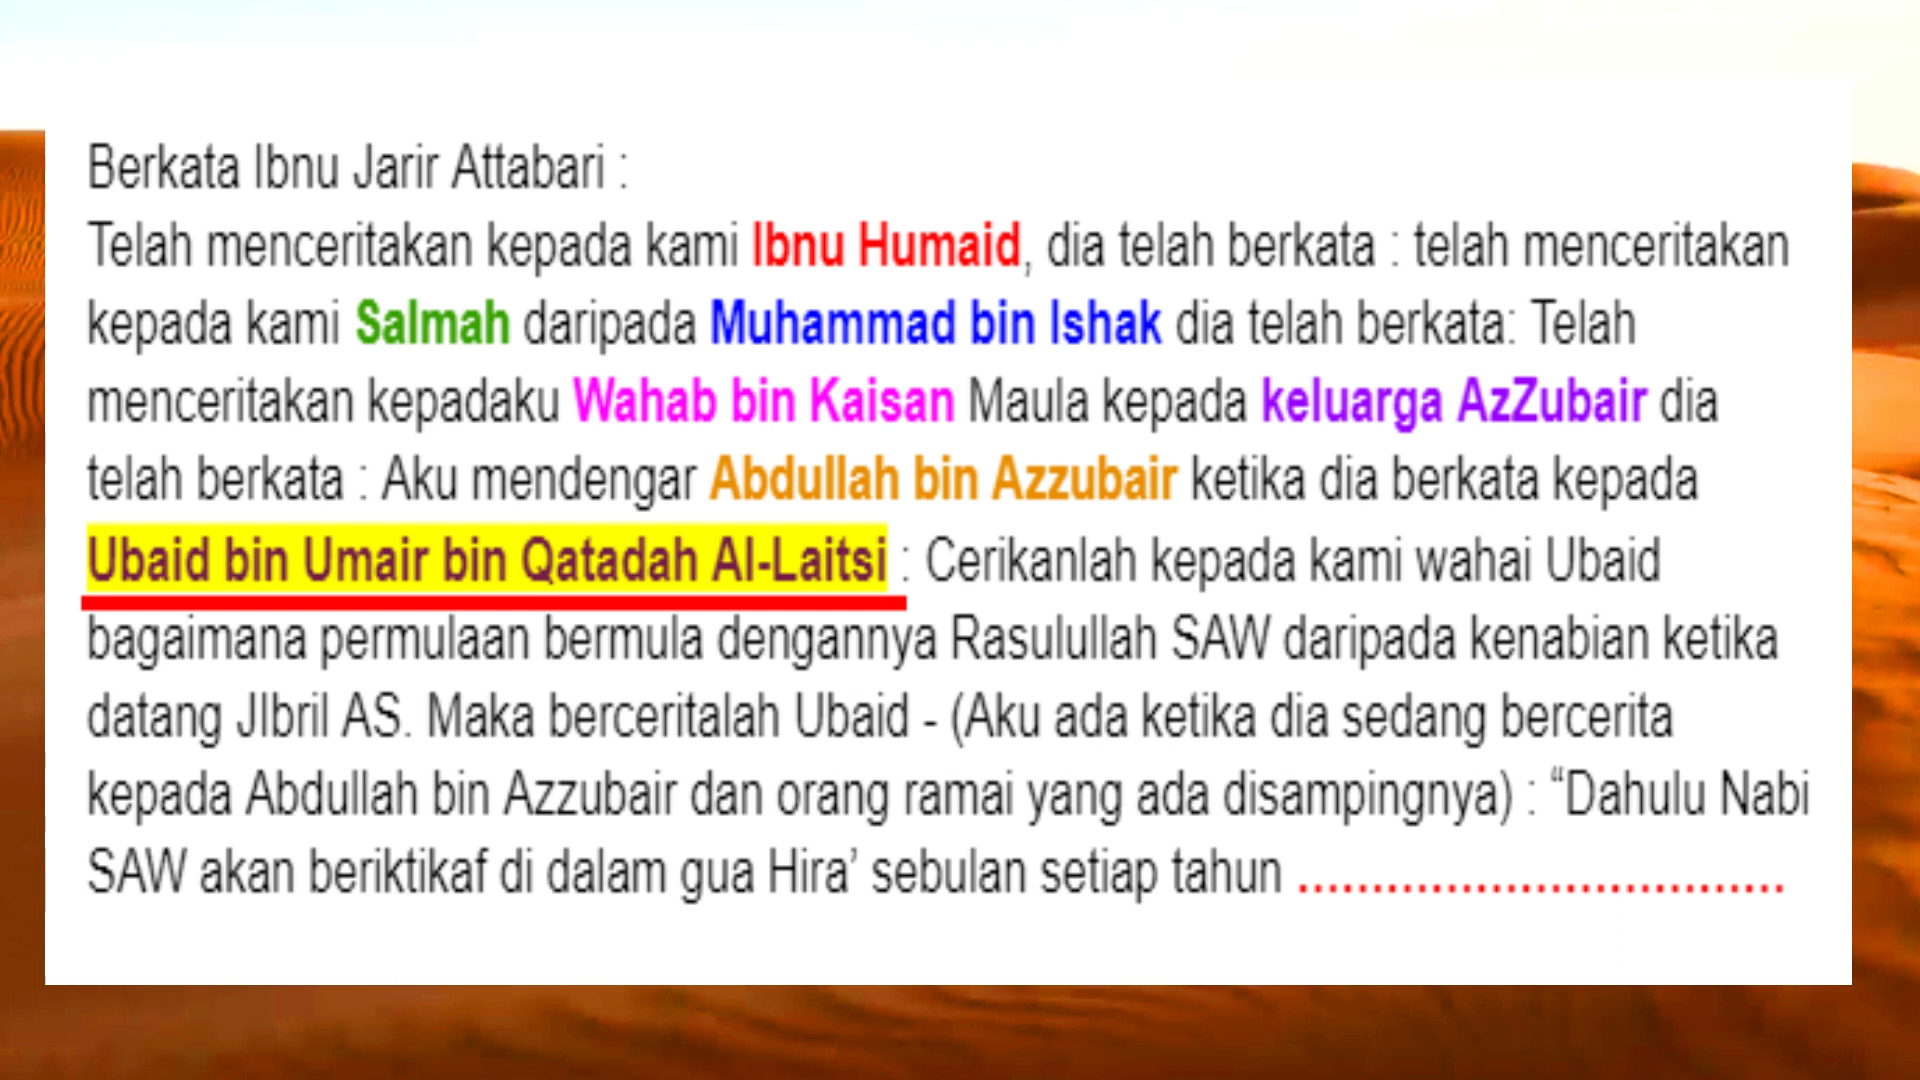 Berkata Ibnu Jarir Attabari :
Telah menceritakan kepada kami Ibnu Humaid, dia telah berkata : telah menceritakan
kepada kami Salmah daripada Muhammad bin Ishak dia telah berkata: Telah
menceritakan kepadaku Wahab bin Kaisan Maula kepada keluarga AzZubair dia
telah berkata : Aku mendengar Abdullah bin Azzubair ketika dia berkata kepada
Ubaid bin Umair bin Qatadah Al-Laitsi : Cerikanlah kepada kami wahai Ubaid
bagaimana permulaan bermula dengannya Rasulullah SAW daripada kenabian ketika
datang JIbril AS. Maka berceritalah Ubaid - (Aku ada ketika dia sedang bercerita
kepada Abdullah bin Azzubair dan orang ramai yang ada disampingnya) : “Dahulu Nabi
SAW akan beriktikaf di dalam gua Hira’ sebulan setiap tahun ................................